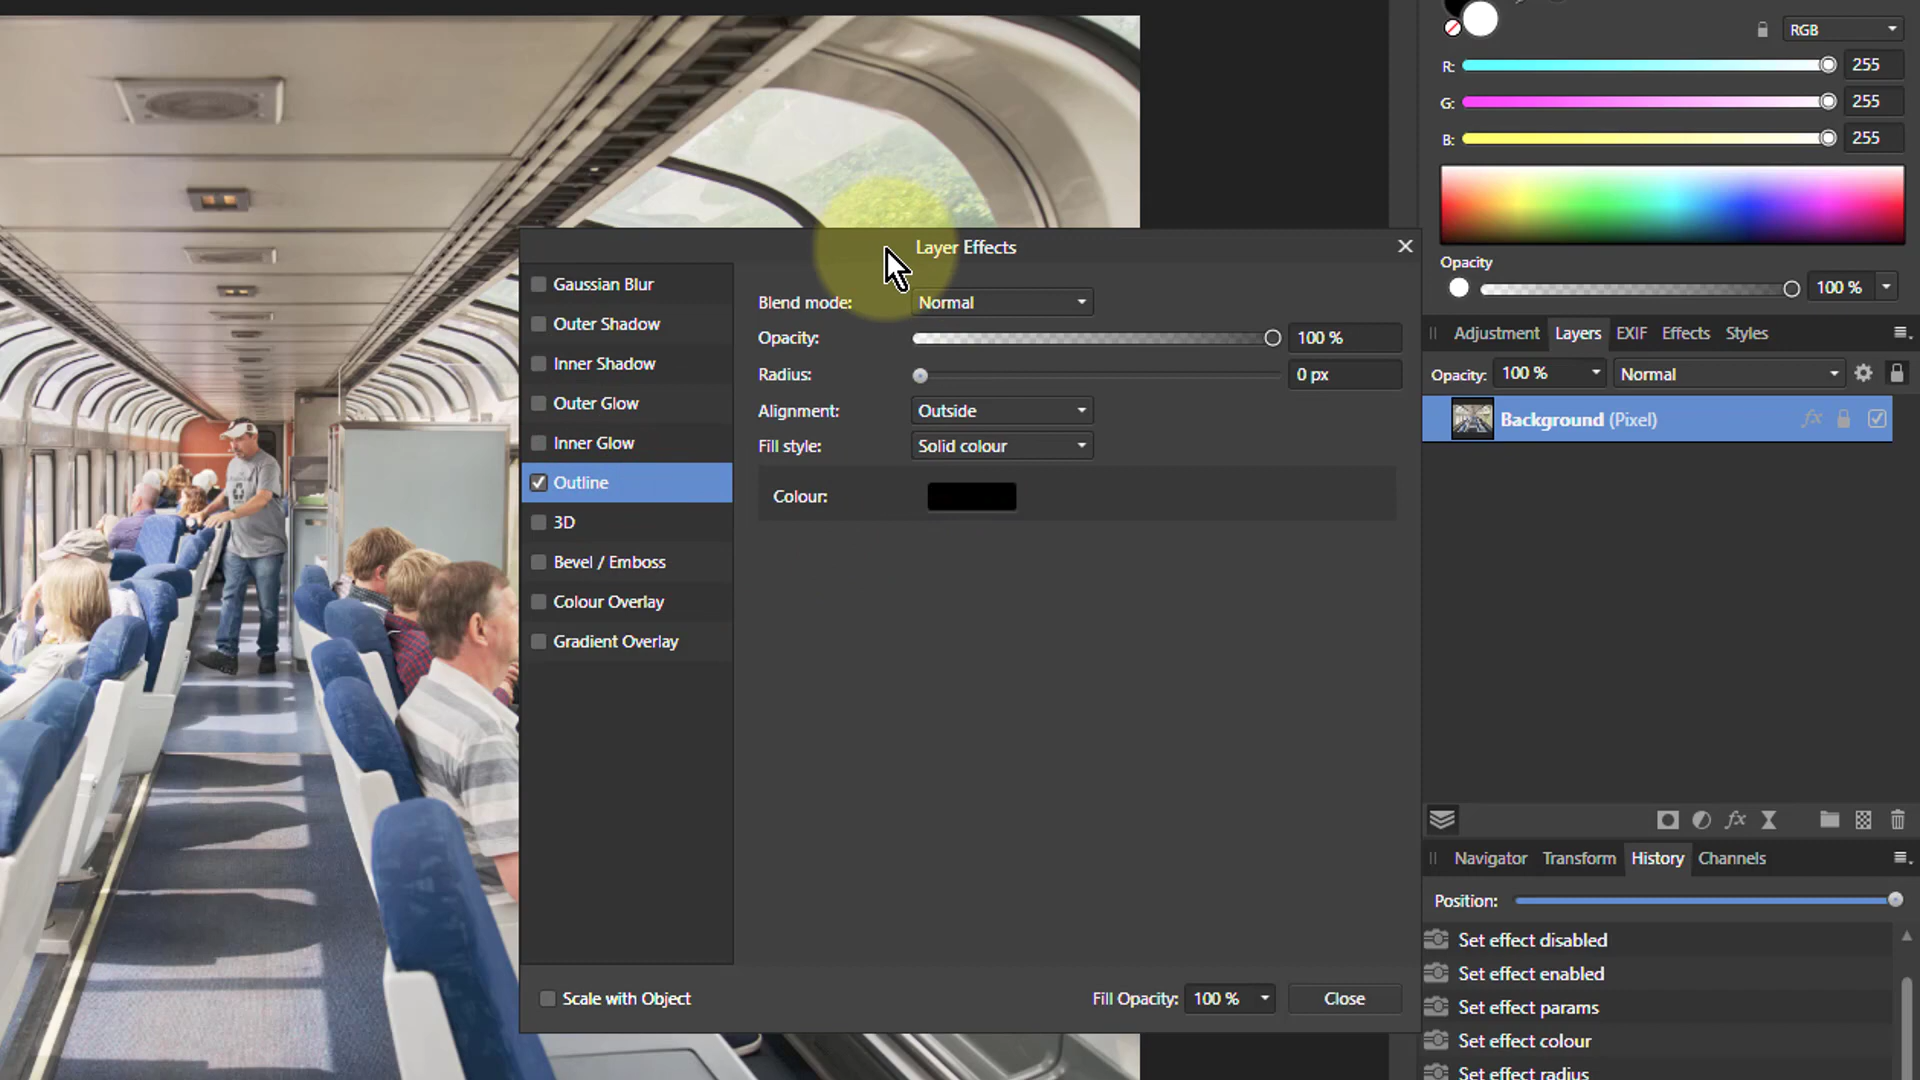 RGB
R: 255
G: 255
B: 255
Opacity
100 %
Layer Effects
Gaussian Blur
Outer Shadow
Inner Shadow
Outer Glow
Inner Glow
Outline
3D
Bevel / Emboss
Colour Overlay
Gradient Overlay
Blend mode: Normal
Opacity: 100 %
Radius: 0 px
Alignment: Outside
Fill style: Solid colour
Colour:
Scale with Object
Fill Opacity: 100 % Close
Adjustment Layers EXIF Effects Styles
Opacity: 100 % Normal
Background (Pixel) fx
fx
Navigator Transform History Channels
Position:
Set effect disabled
Set effect enabled
Set effect params
Set effect colour
Set effect radius